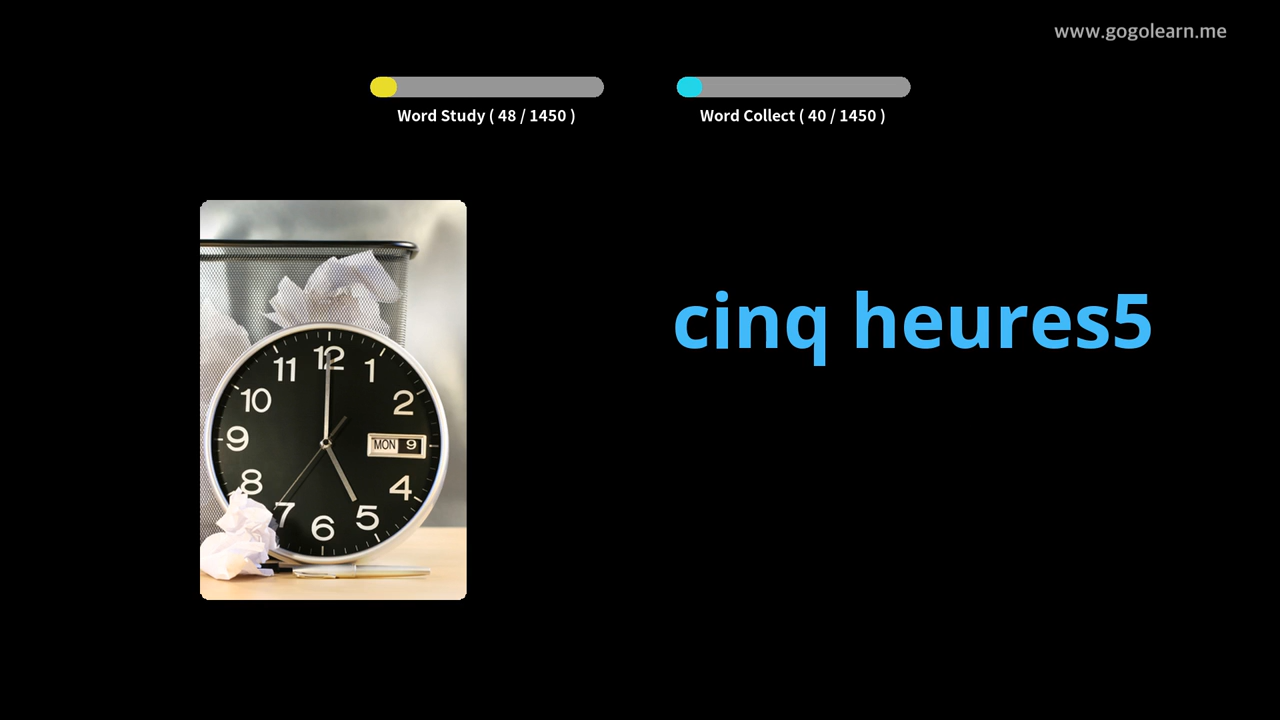 www.gogolearn.me
Word Study ( 48 / 1450 )
Word Collect ( 40 / 1450 )
cinq heures5
12
11
1
10
2
9
MON 9
8
4
7
5
6